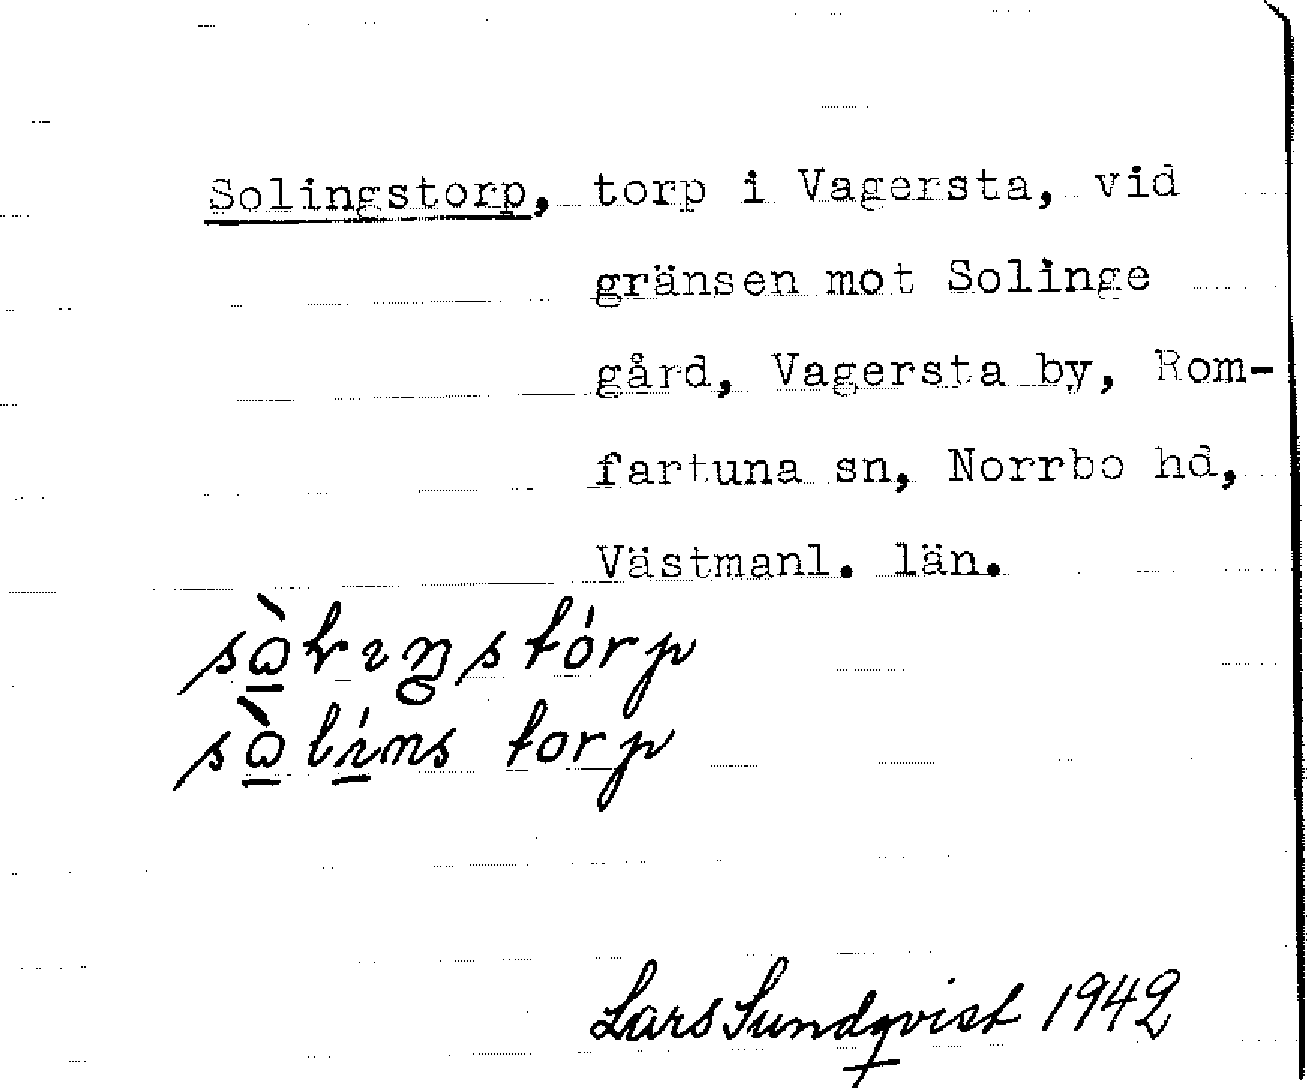 Solingstorp, torp i Vagersta, vid
gränsen mot Solinge
gård, Vagersta by, Rom-
fartuna sn, Norrbo hd,
Västmanl. län.
Lars Sundqvist 1942